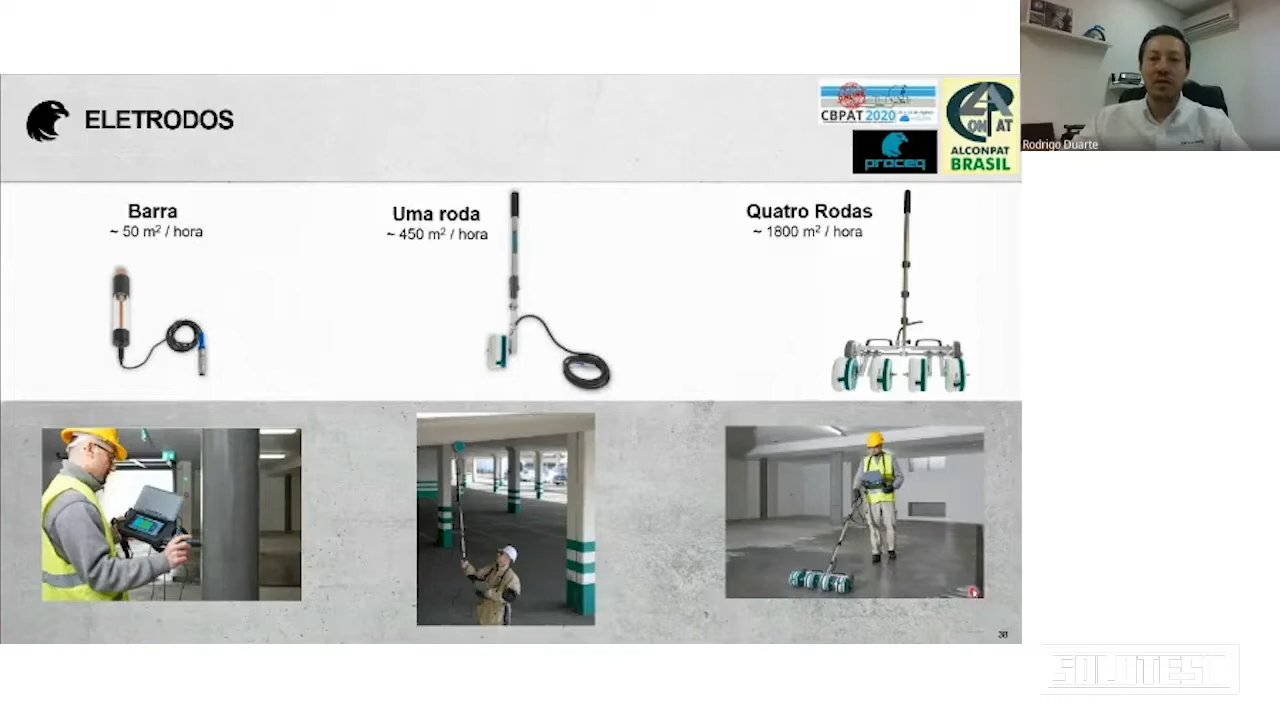 ELETRODOS
CBPAT 2020
proceq
ALCONPAT
BRASIL
Rodrigo Duarte
Barra
~ 50 m² / hora
Uma roda
~ 450 m² / hora
Quatro Rodas
~ 1800 m² / hora
38
SOLOTEST